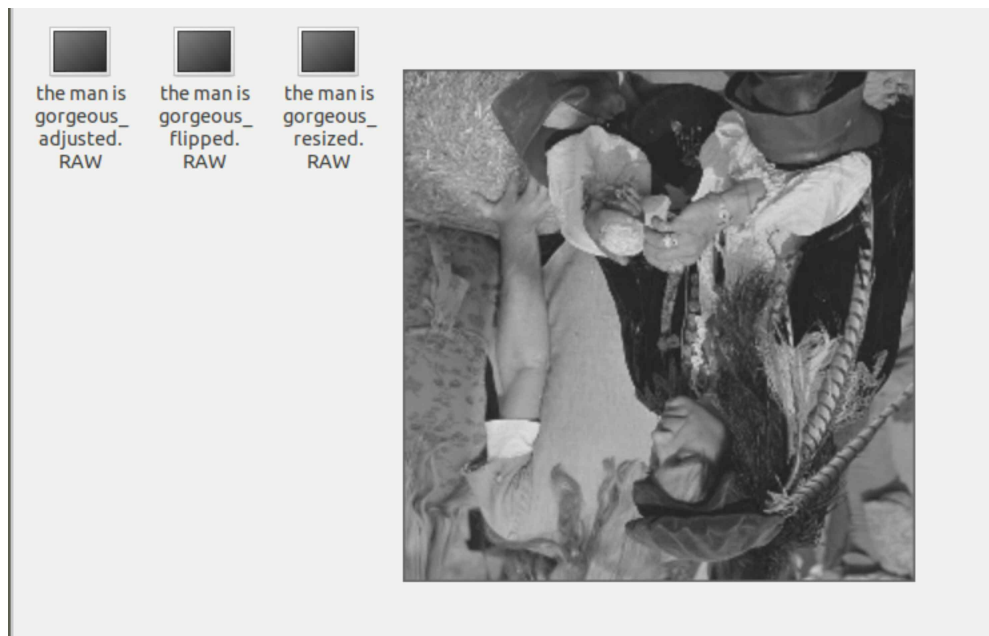 the man is
gorgeous_
adjusted.
RAW
the man is
gorgeous_
flipped.
RAW
the man is
gorgeous_
resized.
RAW